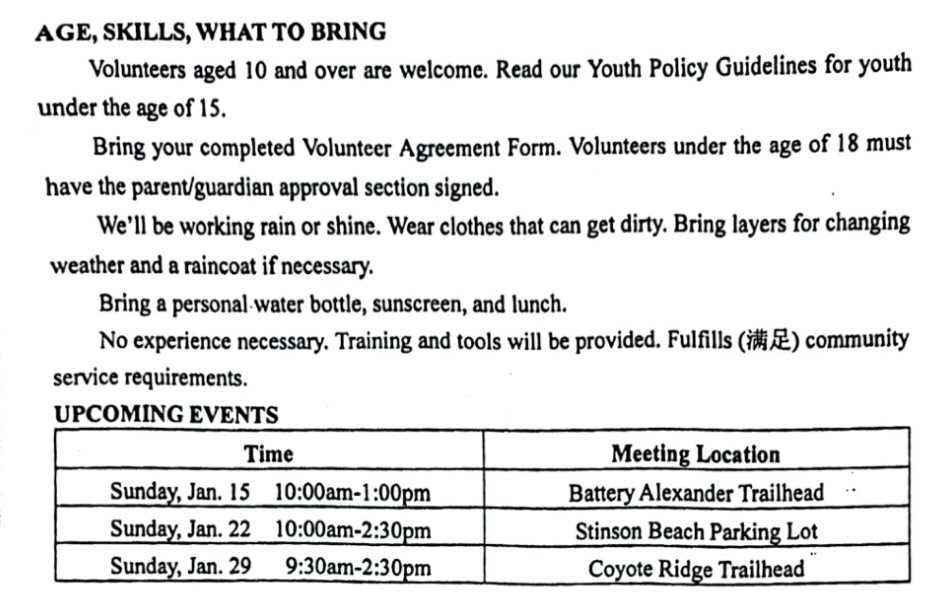 AGE, SKILLS, WHAT TO BRING
Volunteers aged 10 and over are welcome. Read our Youth Policy Guidelines for youth
under the age of 15.
Bring your completed Volunteer Agreement Form. Volunteers under the age of 18 must
have the parent/guardian approval section signed.
We'll be working rain or shine. Wear clothes that can get dirty. Bring layers for changing
weather and a raincoat if necessary.
Bring a personal water bottle, sunscreen, and lunch.
No experience necessary. Training and tools will be provided. Fulfills (满足) community
service requirements.
UPCOMING EVENTS
Time Meeting Location
Sunday, Jan. 15 10:00am-1:00pm Battery Alexander Trailhead
Sunday, Jan. 22 10:00am-2:30pm Stinson Beach Parking Lot
Sunday, Jan. 29 9:30am-2:30pm Coyote Ridge Trailhead